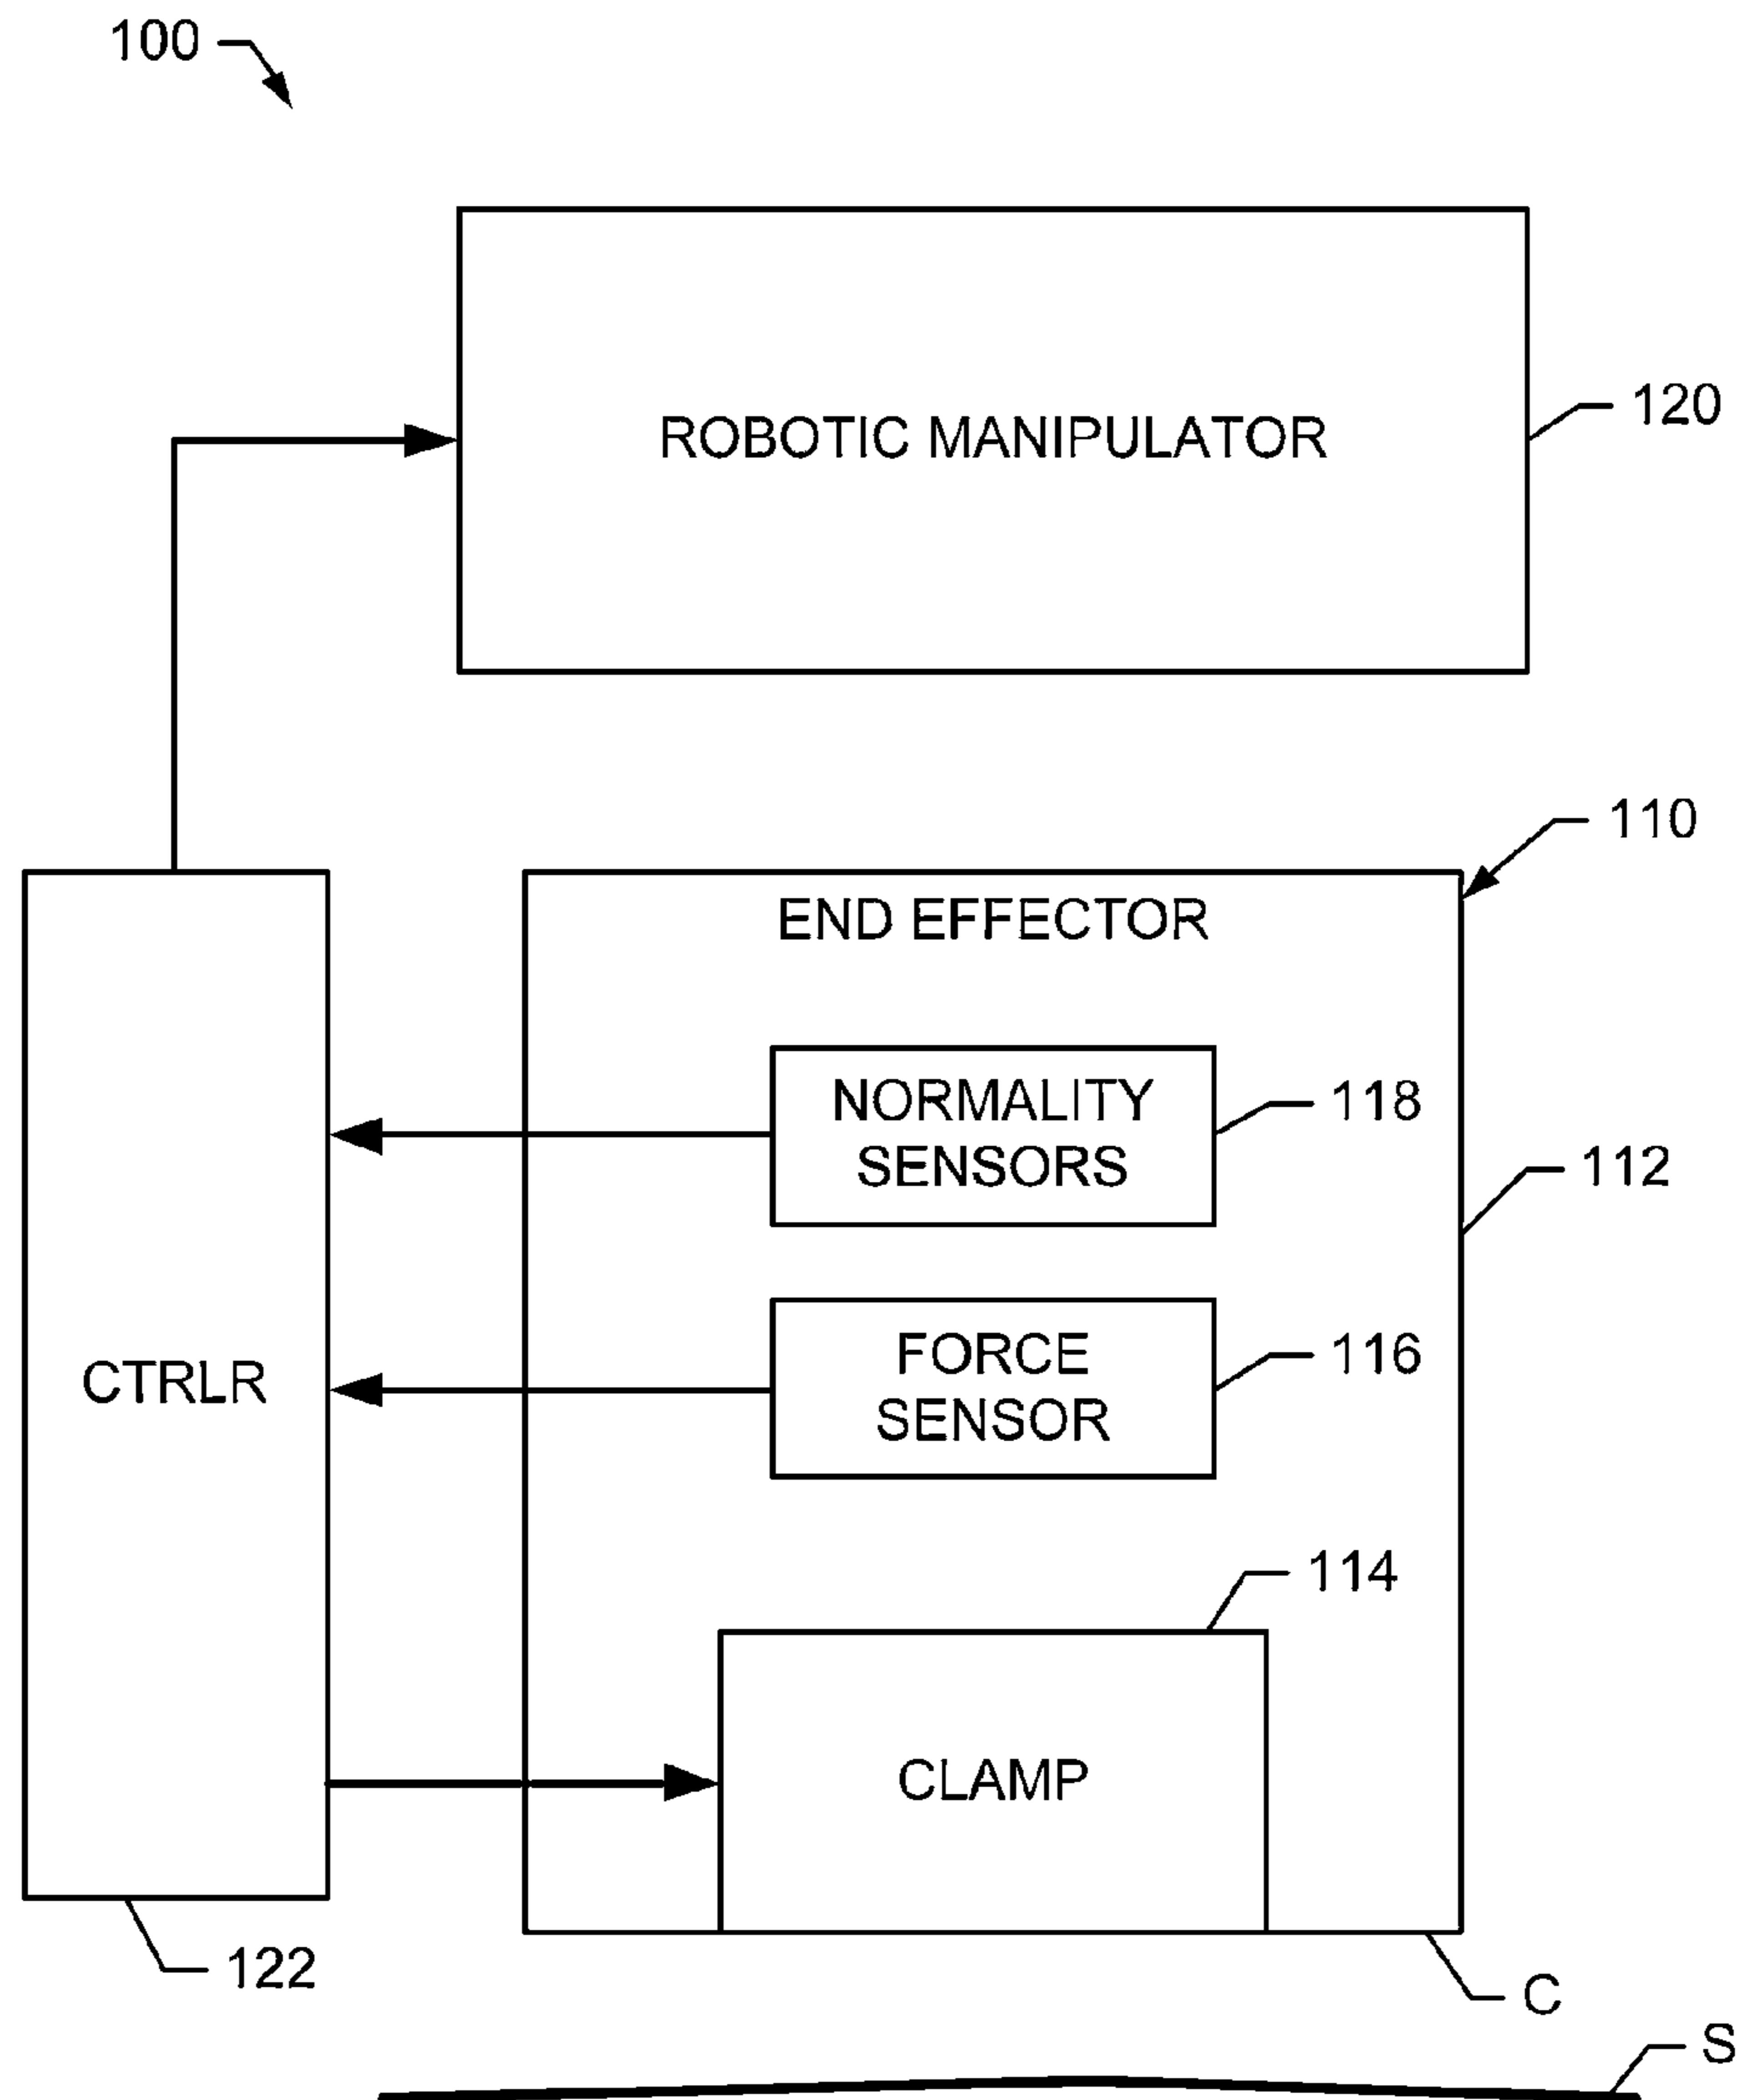 100
ROBOTIC MANIPULATOR
120
110
END EFFECTOR
NORMALITY
SENSORS
118
112
FORCE
SENSOR
116
CTRLR
114
CLAMP
122
C
S